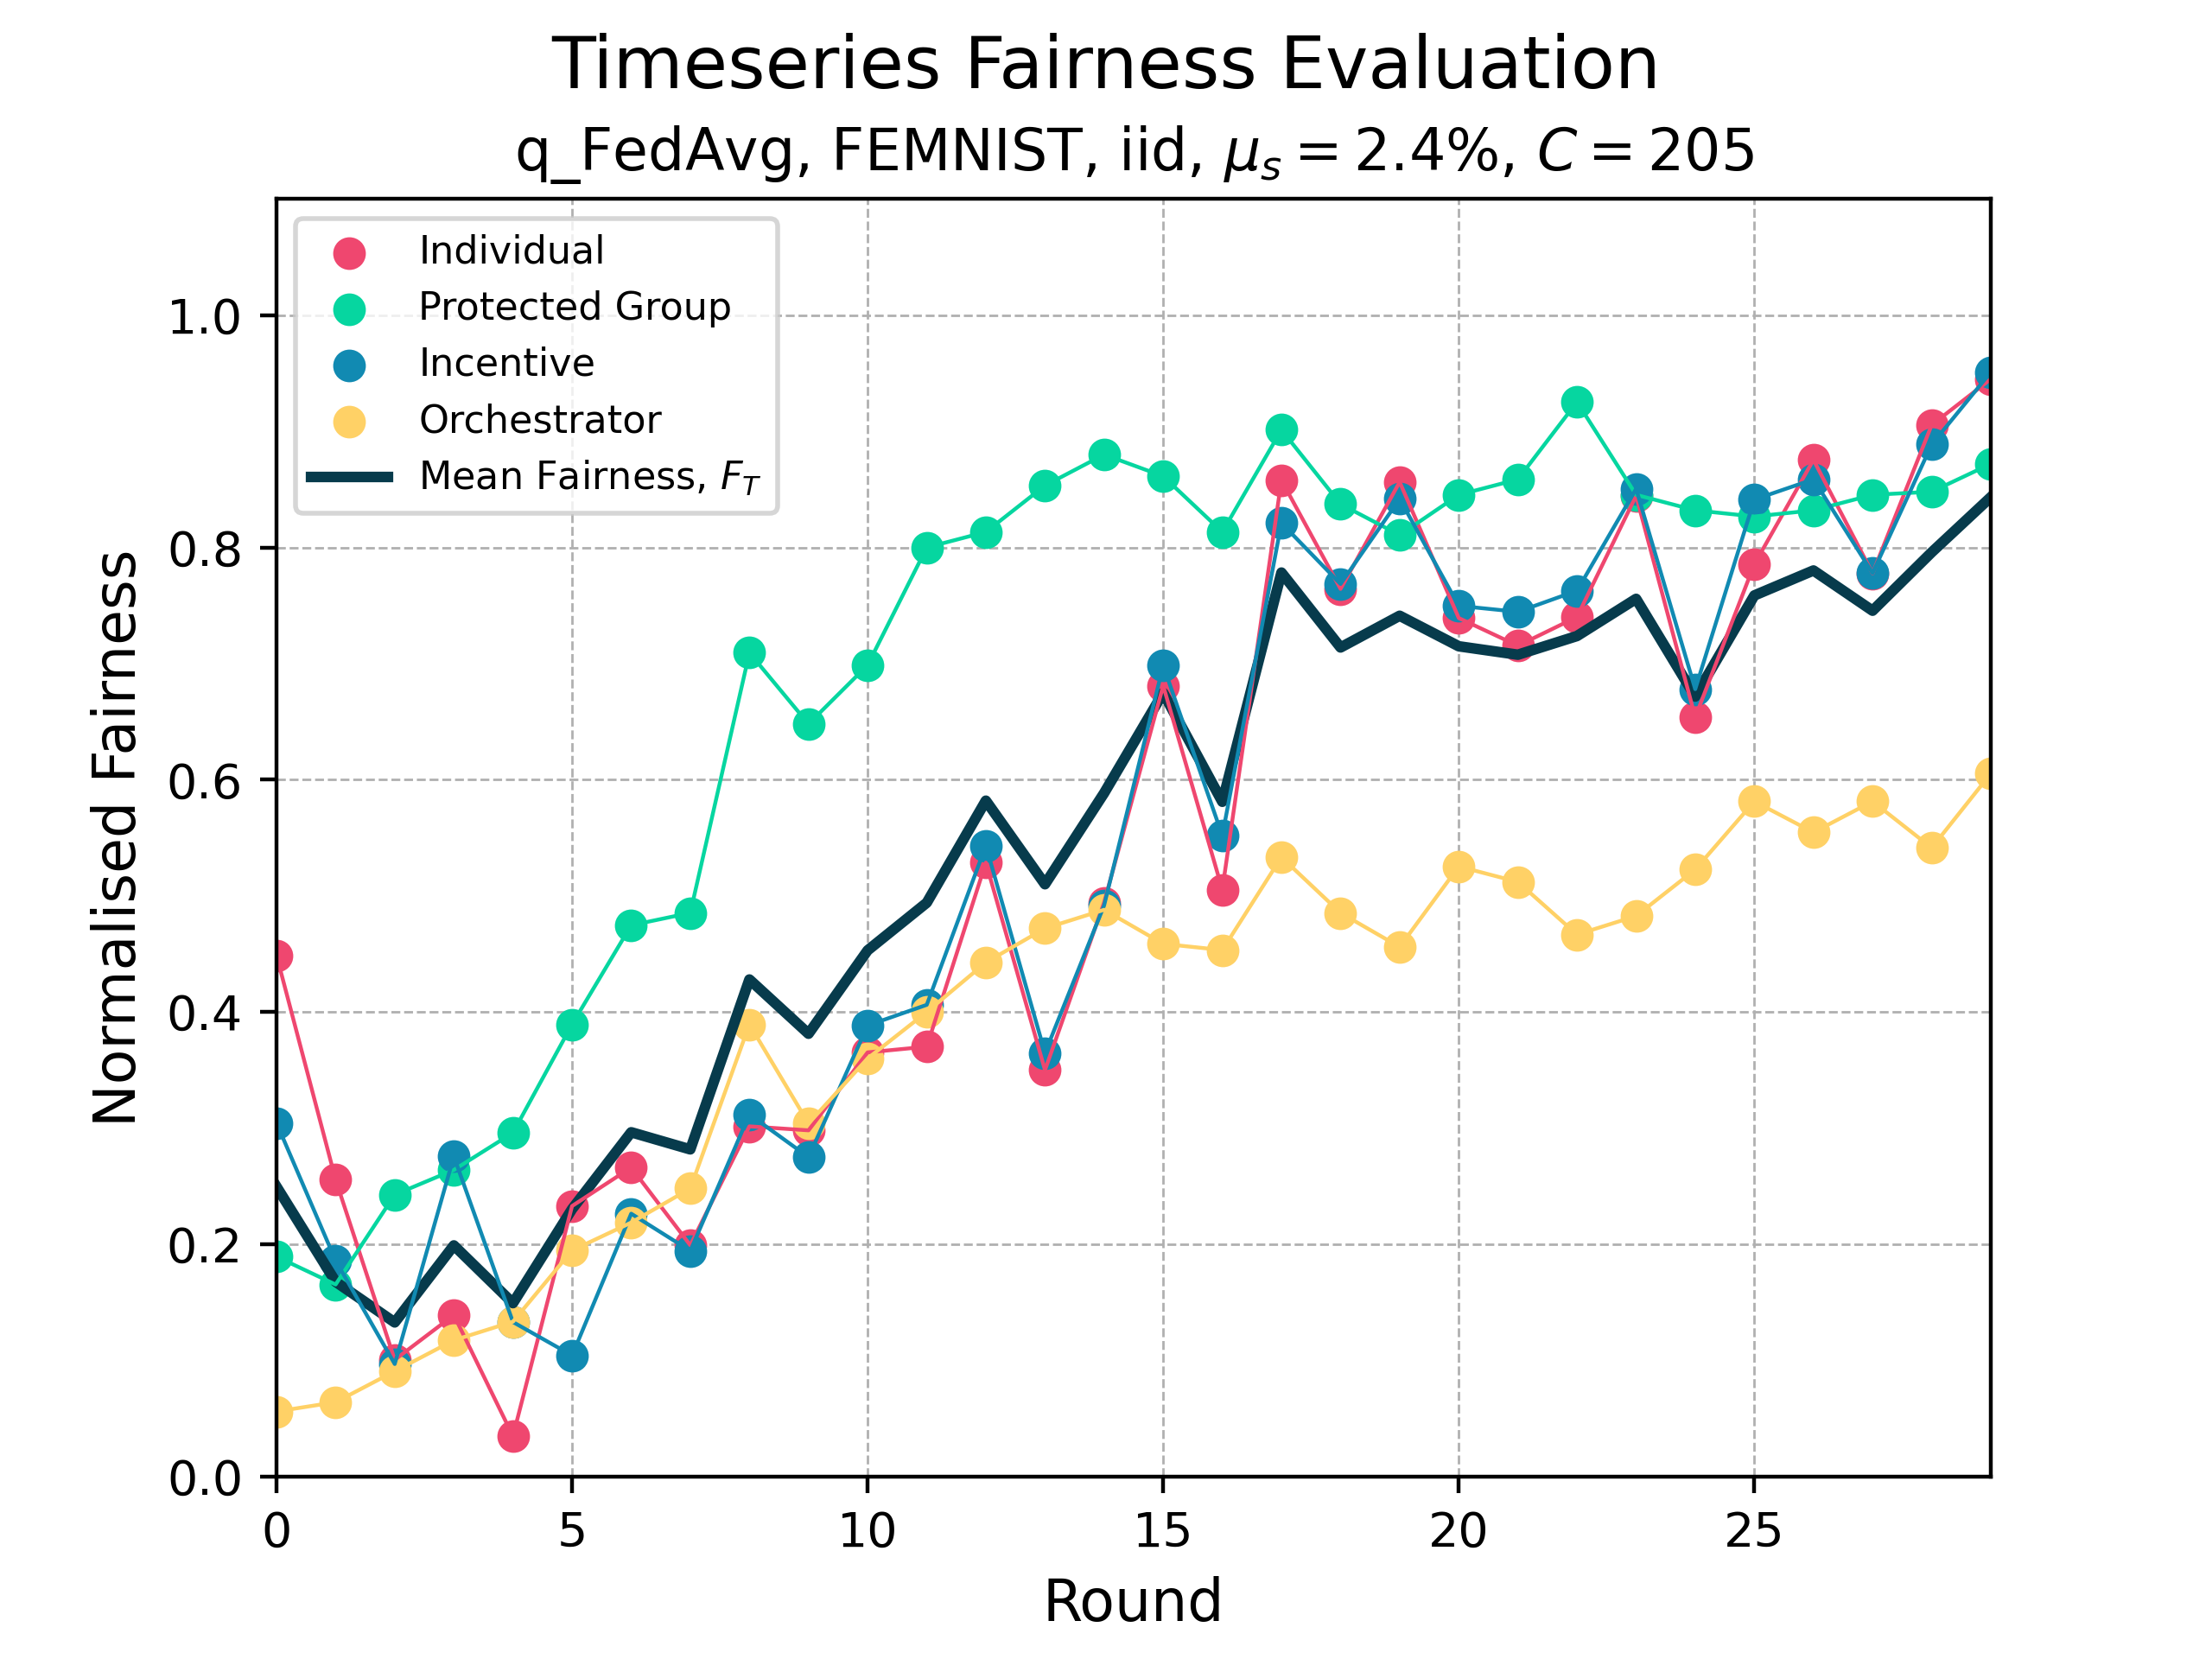 Timeseries Fairness Evaluation
q_FedAvg, FEMNIST, iid, μₛ = 2.4%, C = 205
Individual
Protected Group
Incentive
Orchestrator
Mean Fairness, F_T
Normalised Fairness
1.0
0.8
0.6
0.4
0.2
0.0
0 5 10 15 20 25
Round